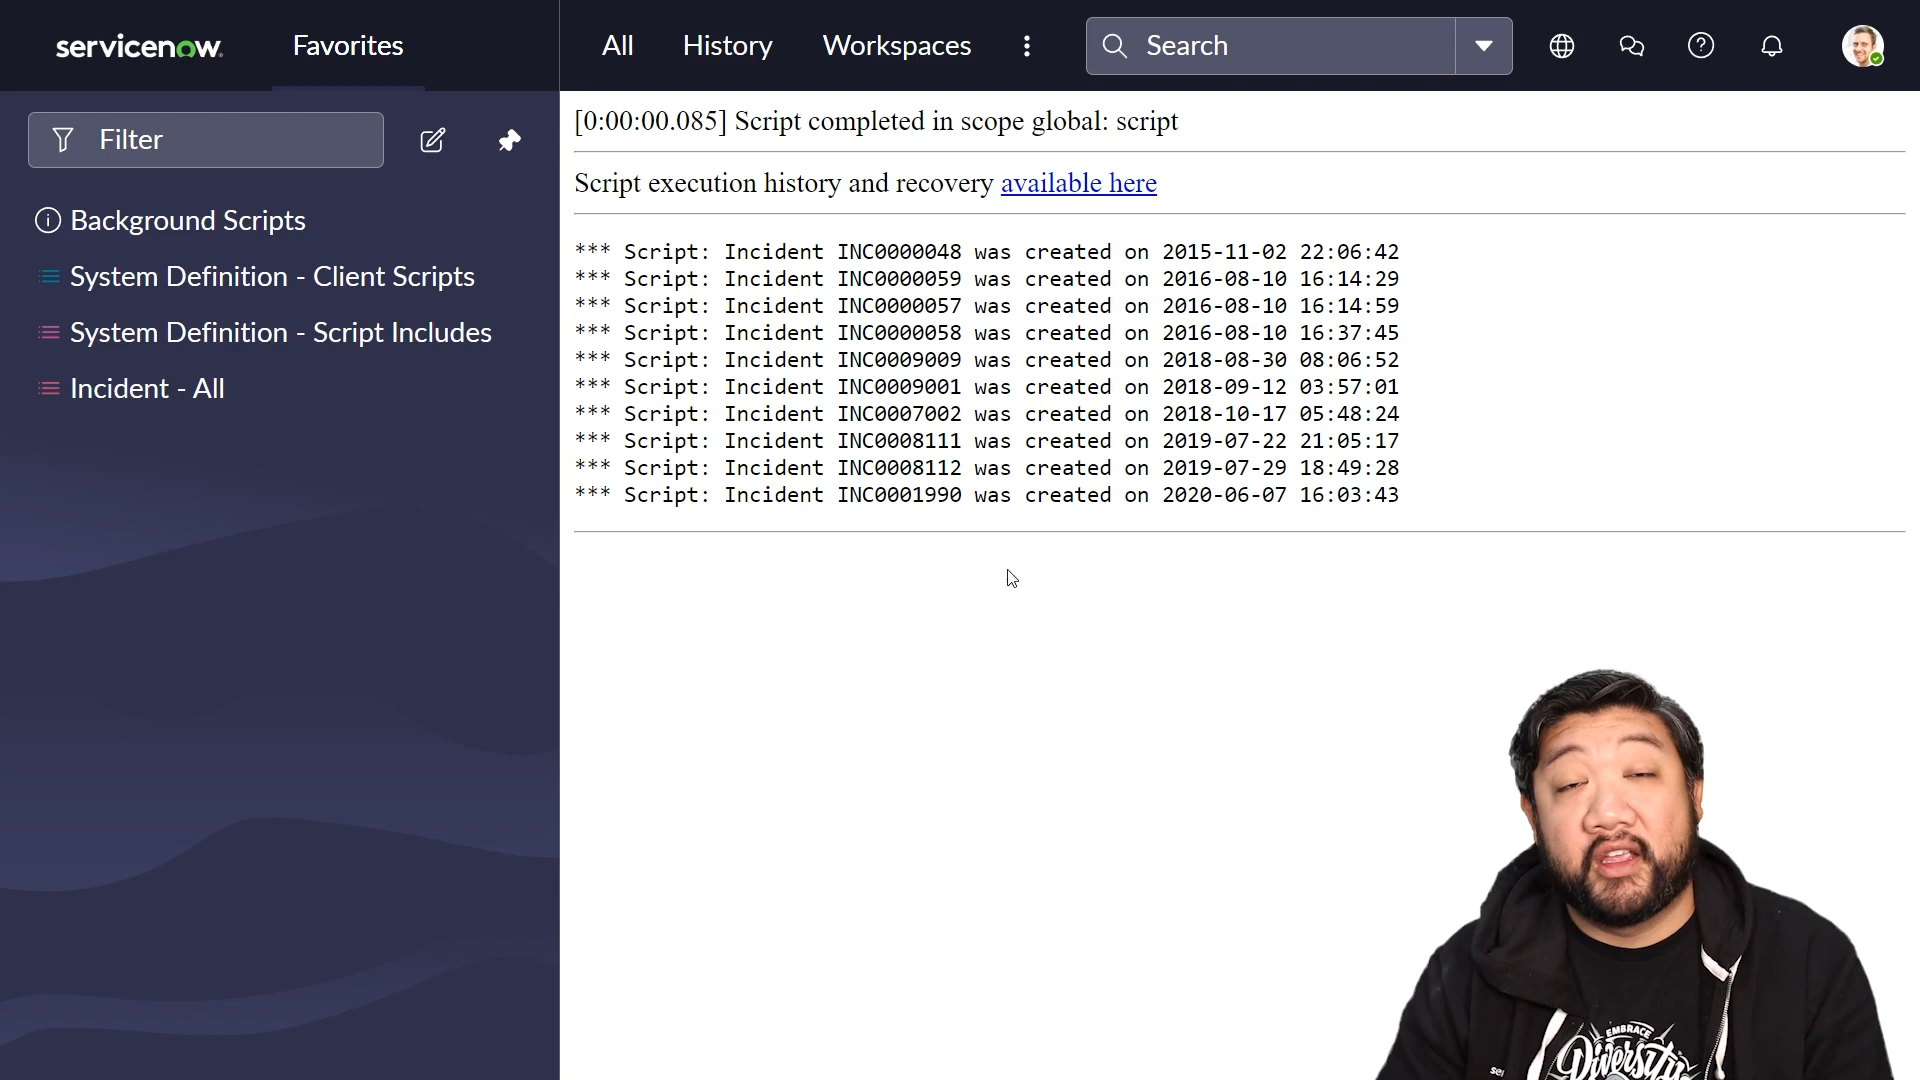 servicenow.
Favorites
All
History
Workspaces
Search
Filter
Background Scripts
System Definition - Client Scripts
System Definition - Script Includes
Incident - All
[0:00:00.085] Script completed in scope global: script
Script execution history and recovery available here
*** Script: Incident INC0000048 was created on 2015-11-02 22:06:42
*** Script: Incident INC0000059 was created on 2016-08-10 16:14:29
*** Script: Incident INC0000057 was created on 2016-08-10 16:14:59
*** Script: Incident INC0000058 was created on 2016-08-10 16:37:45
*** Script: Incident INC0009009 was created on 2018-08-30 08:06:52
*** Script: Incident INC0009001 was created on 2018-09-12 03:57:01
*** Script: Incident INC0007002 was created on 2018-10-17 05:48:24
*** Script: Incident INC0008111 was created on 2019-07-22 21:05:17
*** Script: Incident INC0008112 was created on 2019-07-29 18:49:28
*** Script: Incident INC0001990 was created on 2020-06-07 16:03:43
EMBRACE
Diversity